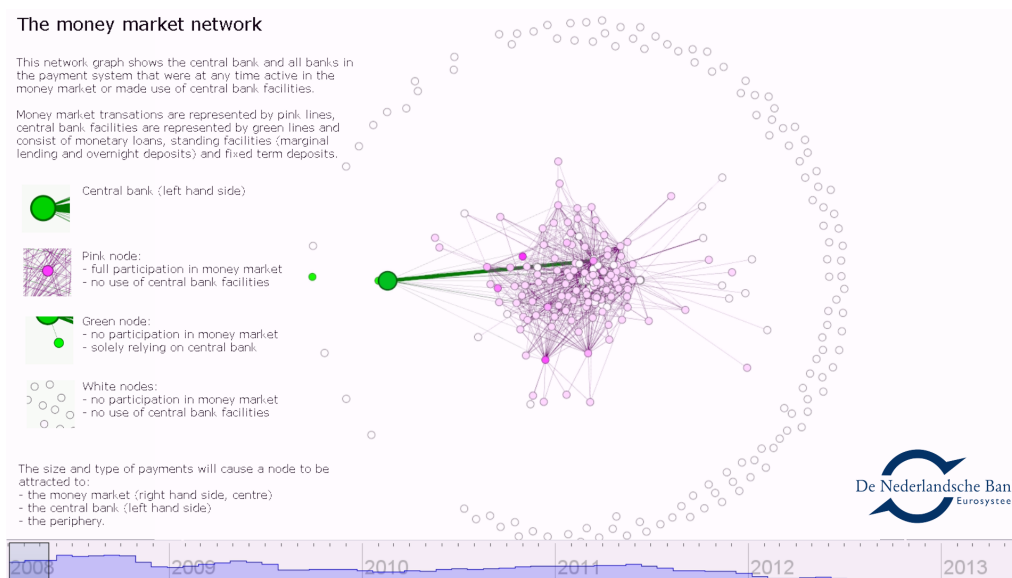 The money market network
This network graph shows the central bank and all banks in
the payment system that were at any time active in the
money market or made use of central bank facilities.
Money market transations are represented by pink lines,
central bank facilities are represented by green lines and
consist of monetary loans, standing facilities (marginal
lending and overnight deposits) and fixed term deposits.
Central bank (left hand side)
Pink node:
- full participation in money market
- no use of central bank facilities
Green node:
- no participation in money market
- solely relying on central bank
White nodes:
- no participation in money market
- no use of central bank facilities
The size and type of payments will cause a node to be
attracted to:
- the money market (right hand side, centre)
- the central bank (left hand side)
- the periphery.
De Nederlandsche Ban
Eurosystee
2008 2009 2010 2011 2012 2013